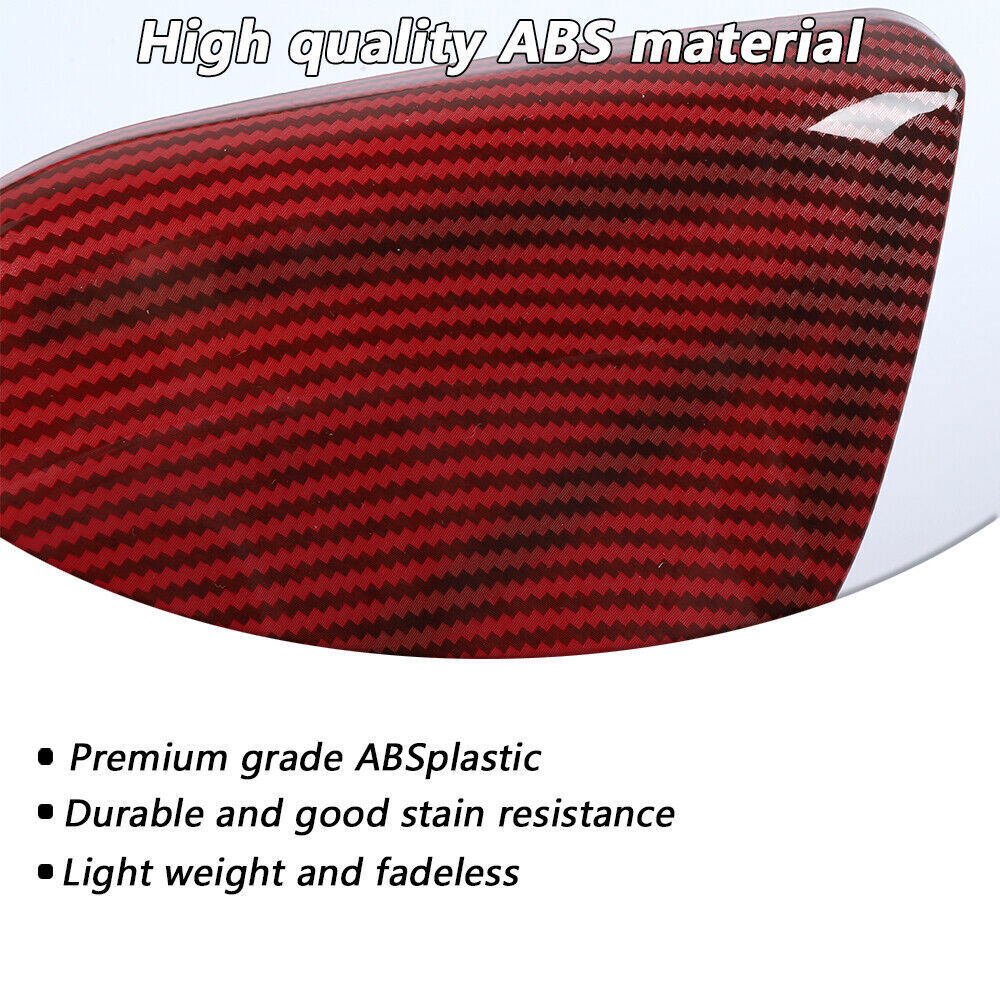 High quality ABS material
• Premium grade ABSplastic
• Durable and good stain resistance
• Light weight and fadeless